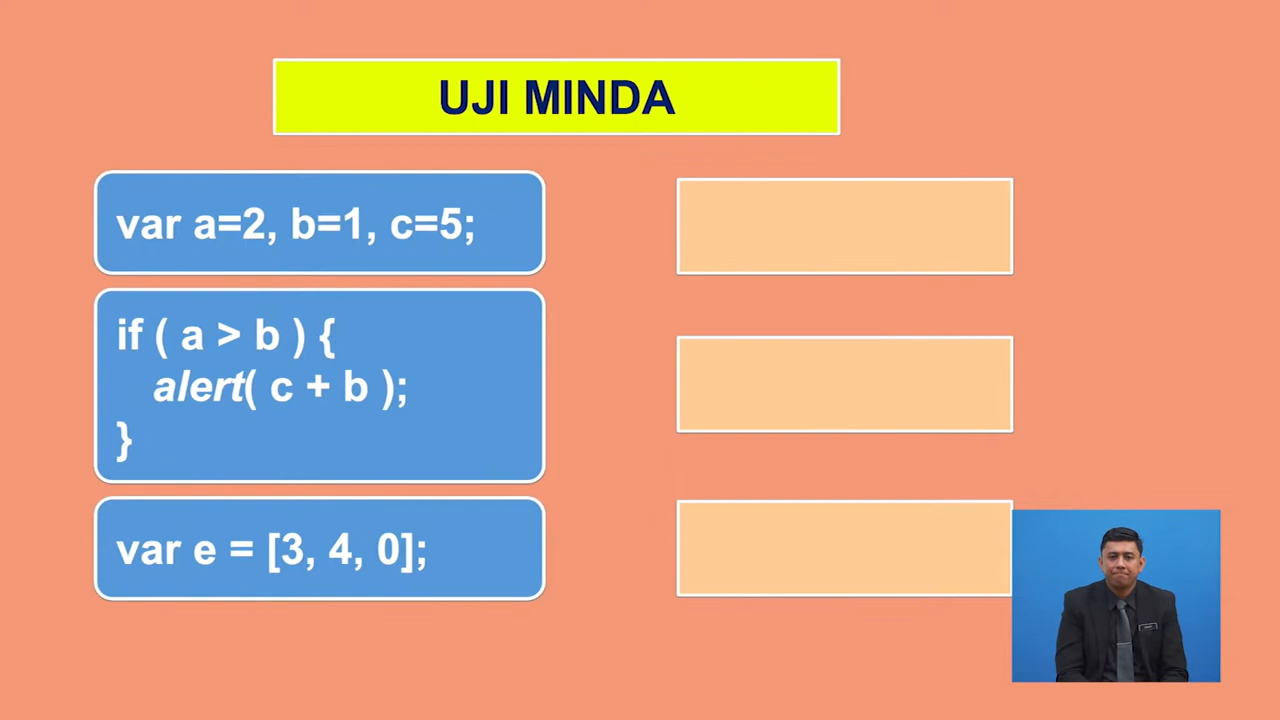 UJI MINDA
var a=2, b=1, c=5;
if ( a > b ) {
alert( c + b );
}
var e = [3, 4, 0];